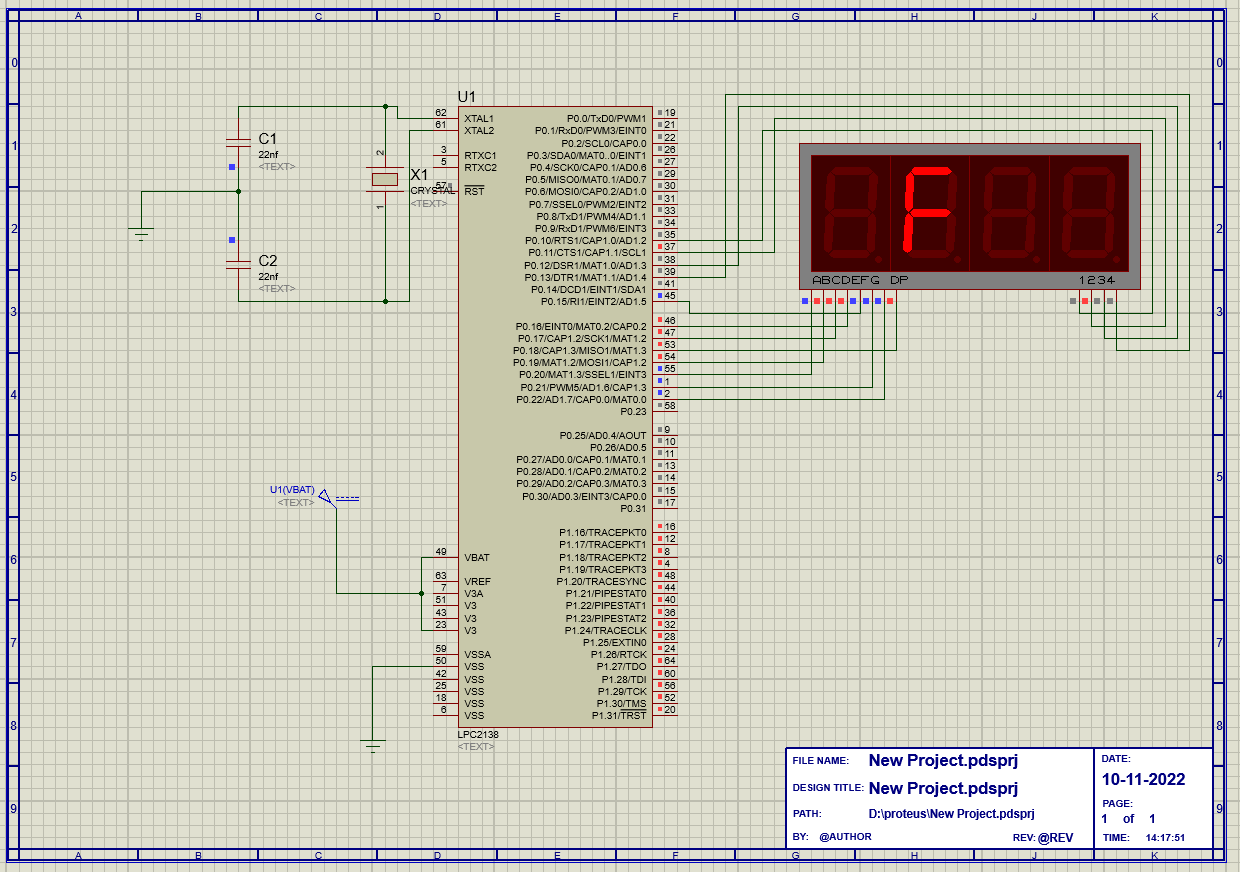 A B C D E F G H J K
0 0
1 1
2 2
3 3
4 4
5 5
6 6
7 7
8 8
9 9
C1
22nf
<TEXT>
C2
22nf
<TEXT>
2
X1
CRYSTAL
<TEXT>
1
U1
62 XTAL1
61 XTAL2
3 RTXC1
5 RTXC2
57 RST
U1(VBAT)
<TEXT>
49 VBAT
63 VREF
7 V3A
51 V3
43 V3
23 V3
59 VSSA
50 VSS
42 VSS
25 VSS
18 VSS
6 VSS
P0.0/TxD0/PWM1 19
P0.1/RxD0/PWM3/EINT0 21
P0.2/SCL0/CAP0.0 22
P0.3/SDA0/MAT0..0/EINT1 26
P0.4/SCK0/CAP0.1/AD0.6 27
P0.5/MISO0/MAT0.1/AD0.7 29
P0.6/MOSI0/CAP0.2/AD1.0 30
P0.7/SSEL0/PWM2/EINT2 31
P0.8/TxD1/PWM4/AD1.1 33
P0.9/RxD1/PWM6/EINT3 34
P0.10/RTS1/CAP1.0/AD1.2 35
P0.11/CTS1/CAP1.1/SCL1 37
P0.12/DSR1/MAT1.0/AD1.3 38
P0.13/DTR1/MAT1.1/AD1.4 39
P0.14/DCD1/EINT1/SDA1 41
P0.15/RI1/EINT2/AD1.5 45
P0.16/EINT0/MAT0.2/CAP0.2 46
P0.17/CAP1.2/SCK1/MAT1.2 47
P0.18/CAP1.3/MISO1/MAT1.3 53
P0.19/MAT1.2/MOSI1/CAP1.2 54
P0.20/MAT1.3/SSEL1/EINT3 55
P0.21/PWM5/AD1.6/CAP1.3 1
P0.22/AD1.7/CAP0.0/MAT0.0 2
P0.23 58
P0.25/AD0.4/AOUT 9
P0.26/AD0.5 10
P0.27/AD0.0/CAP0.1/MAT0.1 11
P0.28/AD0.1/CAP0.2/MAT0.2 13
P0.29/AD0.2/CAP0.3/MAT0.3 14
P0.30/AD0.3/EINT3/CAP0.0 15
P0.31 17
P1.16/TRACEPKT0 16
P1.17/TRACEPKT1 12
P1.18/TRACEPKT2 8
P1.19/TRACEPKT3 4
P1.20/TRACESYNC 48
P1.21/PIPESTAT0 44
P1.22/PIPESTAT1 40
P1.23/PIPESTAT2 36
P1.24/TRACECLK 32
P1.25/EXTIN0 28
P1.26/RTCK 24
P1.27/TDO 64
P1.28/TDI 60
P1.29/TCK 56
P1.30/TMS 52
P1.31/TRST 20
LPC2138
<TEXT>
F
ABCDEFG DP 1234
FILE NAME: New Project.pdsprj
DESIGN TITLE: New Project.pdsprj
PATH: D:\proteus\New Project.pdsprj
BY: @AUTHOR REV: @REV
DATE:
10-11-2022
PAGE:
1 of 1
TIME: 14:17:51
A B C D E F G H J K